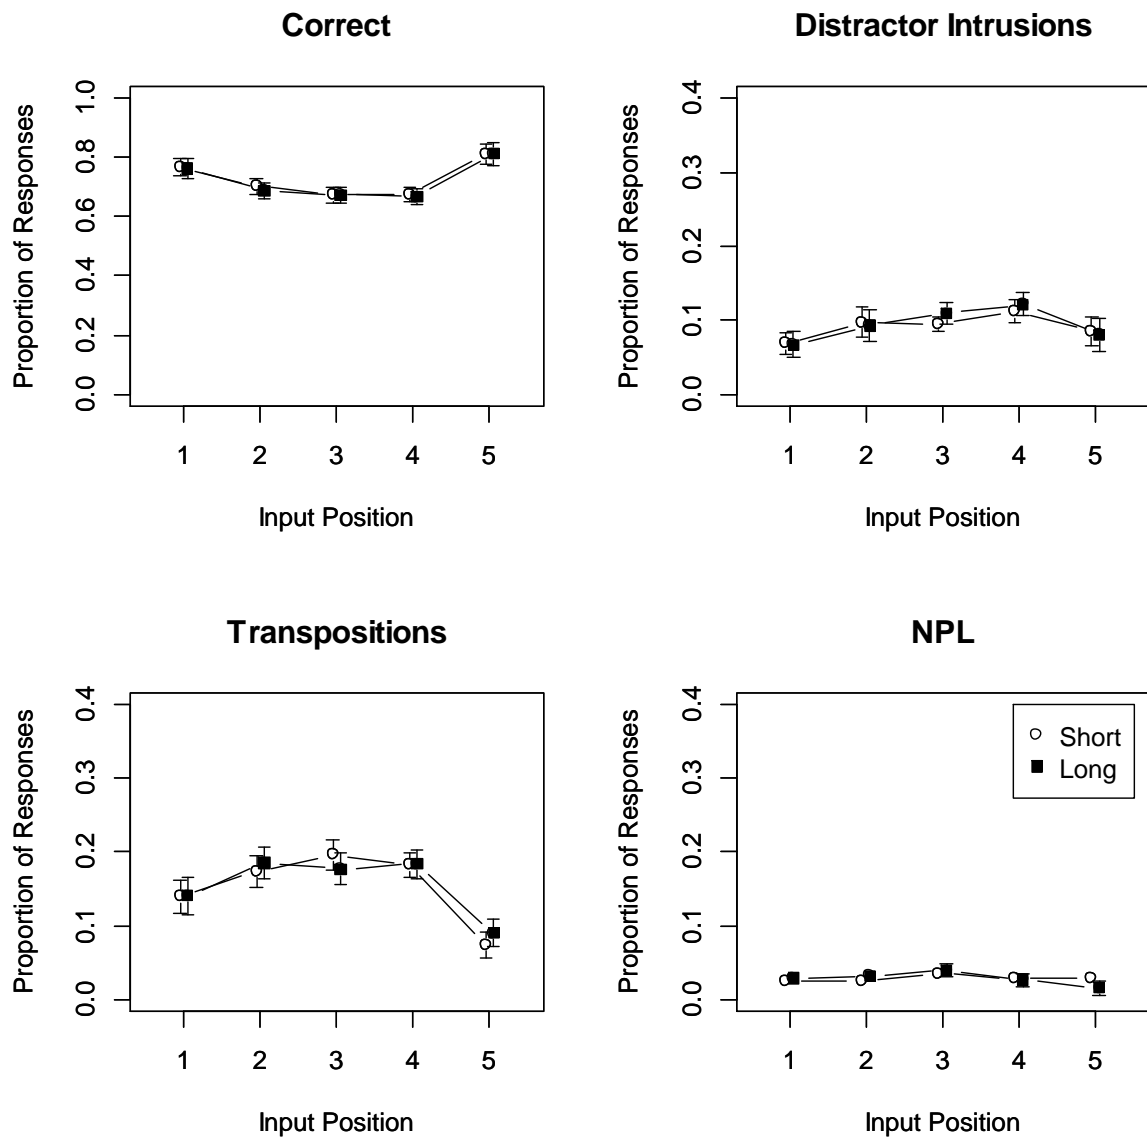 Correct
Proportion of Responses
1.0
0.8
0.6
0.4
0.2
0.0
1 2 3 4 5
Input Position
Distractor Intrusions
Proportion of Responses
0.4
0.3
0.2
0.1
0.0
1 2 3 4 5
Input Position
Transpositions
Proportion of Responses
0.4
0.3
0.2
0.1
0.0
1 2 3 4 5
Input Position
NPL
Proportion of Responses
0.4
0.3
0.2
0.1
0.0
Short
Long
1 2 3 4 5
Input Position